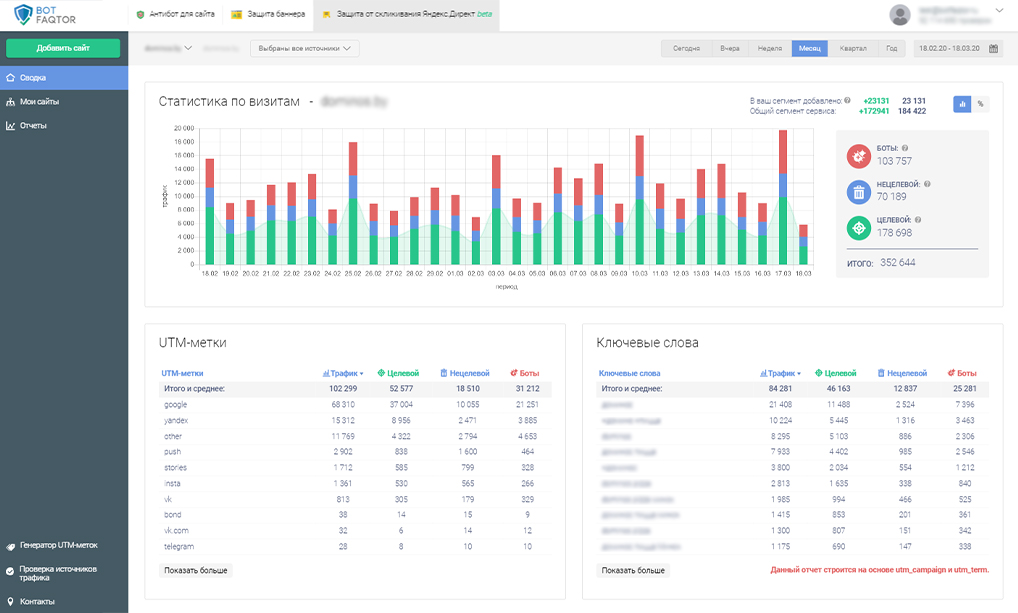 BOT
FAQTOR
Антибот для сайта
Защита баннера
Защита от скликивания Яндекс.Директ beta
Добавить сайт
Выбраны все источники
Сегодня Вчера Неделя Месяц Квартал Год
18.02.20 - 18.03.20
Сводка
Мои сайты
Отчеты
Статистика по визитам -
В ваш сегмент добавлено: +23131 23 131
Общий сегмент сервиса: +172941 184 422
%
20 000
18 000
16 000
14 000
12 000
10 000
8 000
6 000
4 000
2 000
0
трафик
18.02 19.02 20.02 21.02 22.02 23.02 24.02 25.02 26.02 27.02 28.02 29.02 01.03 02.03 03.03 04.03 05.03 06.03 07.03 08.03 09.03 10.03 11.03 12.03 13.03 14.03 15.03 16.03 17.03 18.03
период
БОТЫ:
103 757
НЕЦЕЛЕВОЙ:
70 189
ЦЕЛЕВОЙ:
178 698
ИТОГО: 352 644
UTM-метки
UTM-метки Трафик Целевой Нецелевой Боты
Итого и среднее: 102 299 52 577 18 510 31 212
google 68 310 37 004 10 055 21 251
yandex 15 312 8 956 2 471 3 885
other 11 769 4 322 2 794 4 653
push 2 902 838 1 600 464
stories 1 712 585 799 328
insta 1 361 530 565 266
vk 813 305 179 329
bond 38 14 15 9
vk.com 32 6 14 12
telegram 28 8 10 10
Показать больше
Ключевые слова
Ключевые слова Трафик Целевой Нецелевой Боты
Итого и среднее: 84 281 46 163 12 837 25 281
21 408 11 488 2 524 7 396
10 224 5 445 1 316 3 463
8 295 5 103 886 2 306
7 933 4 402 985 2 546
3 800 2 034 554 1 212
2 813 1 635 338 840
1 985 994 466 525
1 415 853 201 361
1 300 807 151 342
1 175 690 147 338
Показать больше
Данный отчет строится на основе utm_campaign и utm_term.
Генератор UTM-меток
Проверка источников
трафика
Контакты